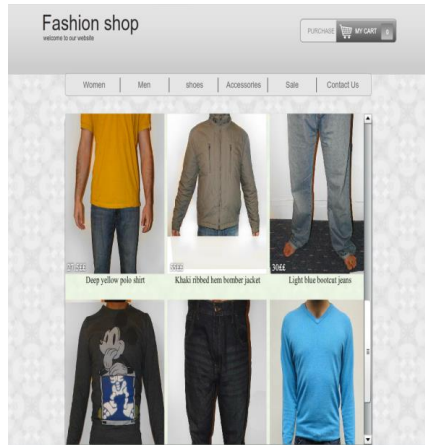 Fashion shop
welcome to our website
PURCHASE MY CART
Women Men shoes Accessories Sale Contact Us
55££ 30££
Deep yellow polo shirt Khaki ribbed hem bomber jacket Light blue bootcut jeans